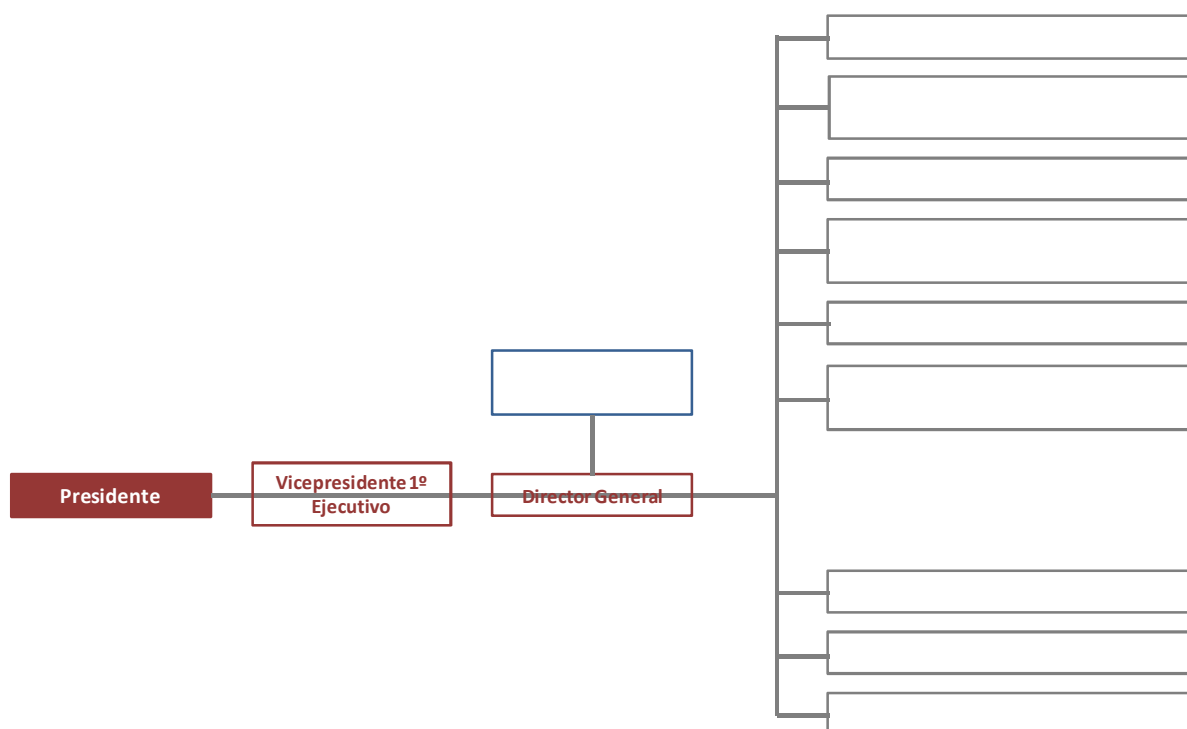 Presidente
Vicepresidente 1º
Ejecutivo
Director General